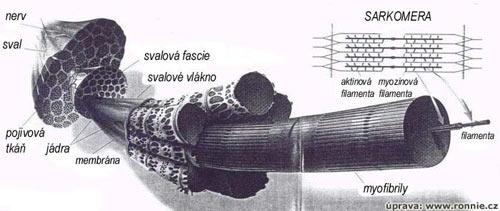 nerv
sval
svalová fascie
svalové vlákno
SARKOMERA
aktinová
filamenta
myozinová
filamenta
filamenta
pojivová
tkáň
jádra
membrána
myofibrily
úprava: www.ronnie.cz